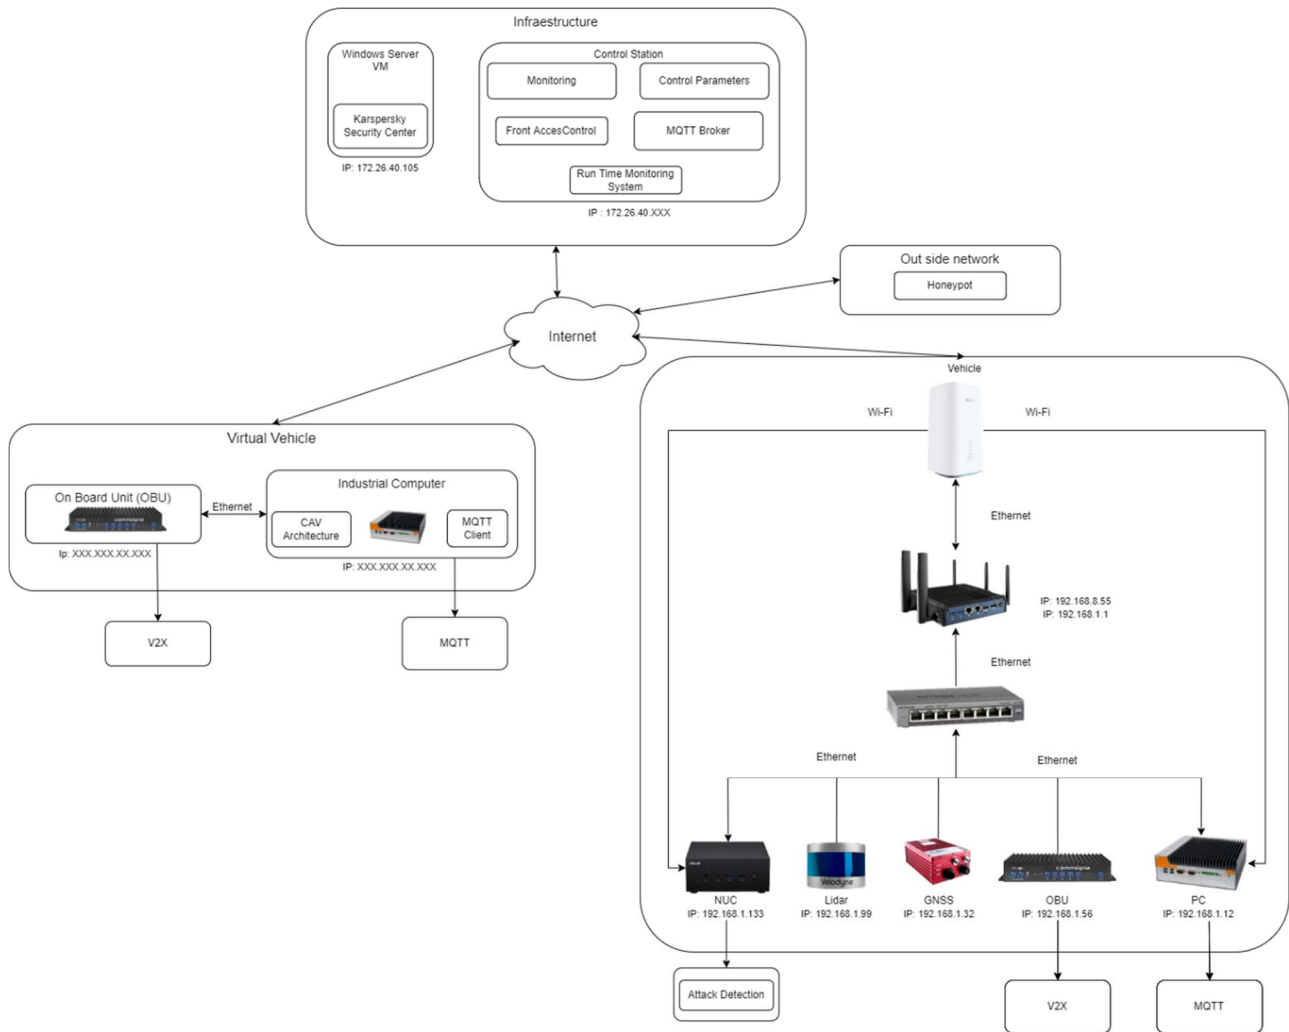 Infraestructure
Windows Server
VM
Karspersky
Security Center
IP: 172.26.40.105
Control Station
Monitoring
Control Parameters
Front AccesControl
MQTT Broker
Run Time Monitoring
System
IP : 172.26.40.XXX
Out side network
Honeypot
Internet
Virtual Vehicle
On Board Unit (OBU)
commsignia
Ip: XXX.XXX.XX.XXX
Ethernet
Industrial Computer
CAV
Architecture
MQTT
Client
IP: XXX.XXX.XX.XXX
V2X
MQTT
Vehicle
Wi-Fi
Wi-Fi
Ethernet
IP: 192.168.8.55
IP: 192.168.1.1
Ethernet
Ethernet
Ethernet
NUC
IP: 192.168.1.133
Velodyne
Lidar
IP: 192.168.1.99
GNSS
IP: 192.168.1.32
commsignia
OBU
IP: 192.168.1.56
PC
IP: 192.168.1.12
Attack Detection
V2X
MQTT